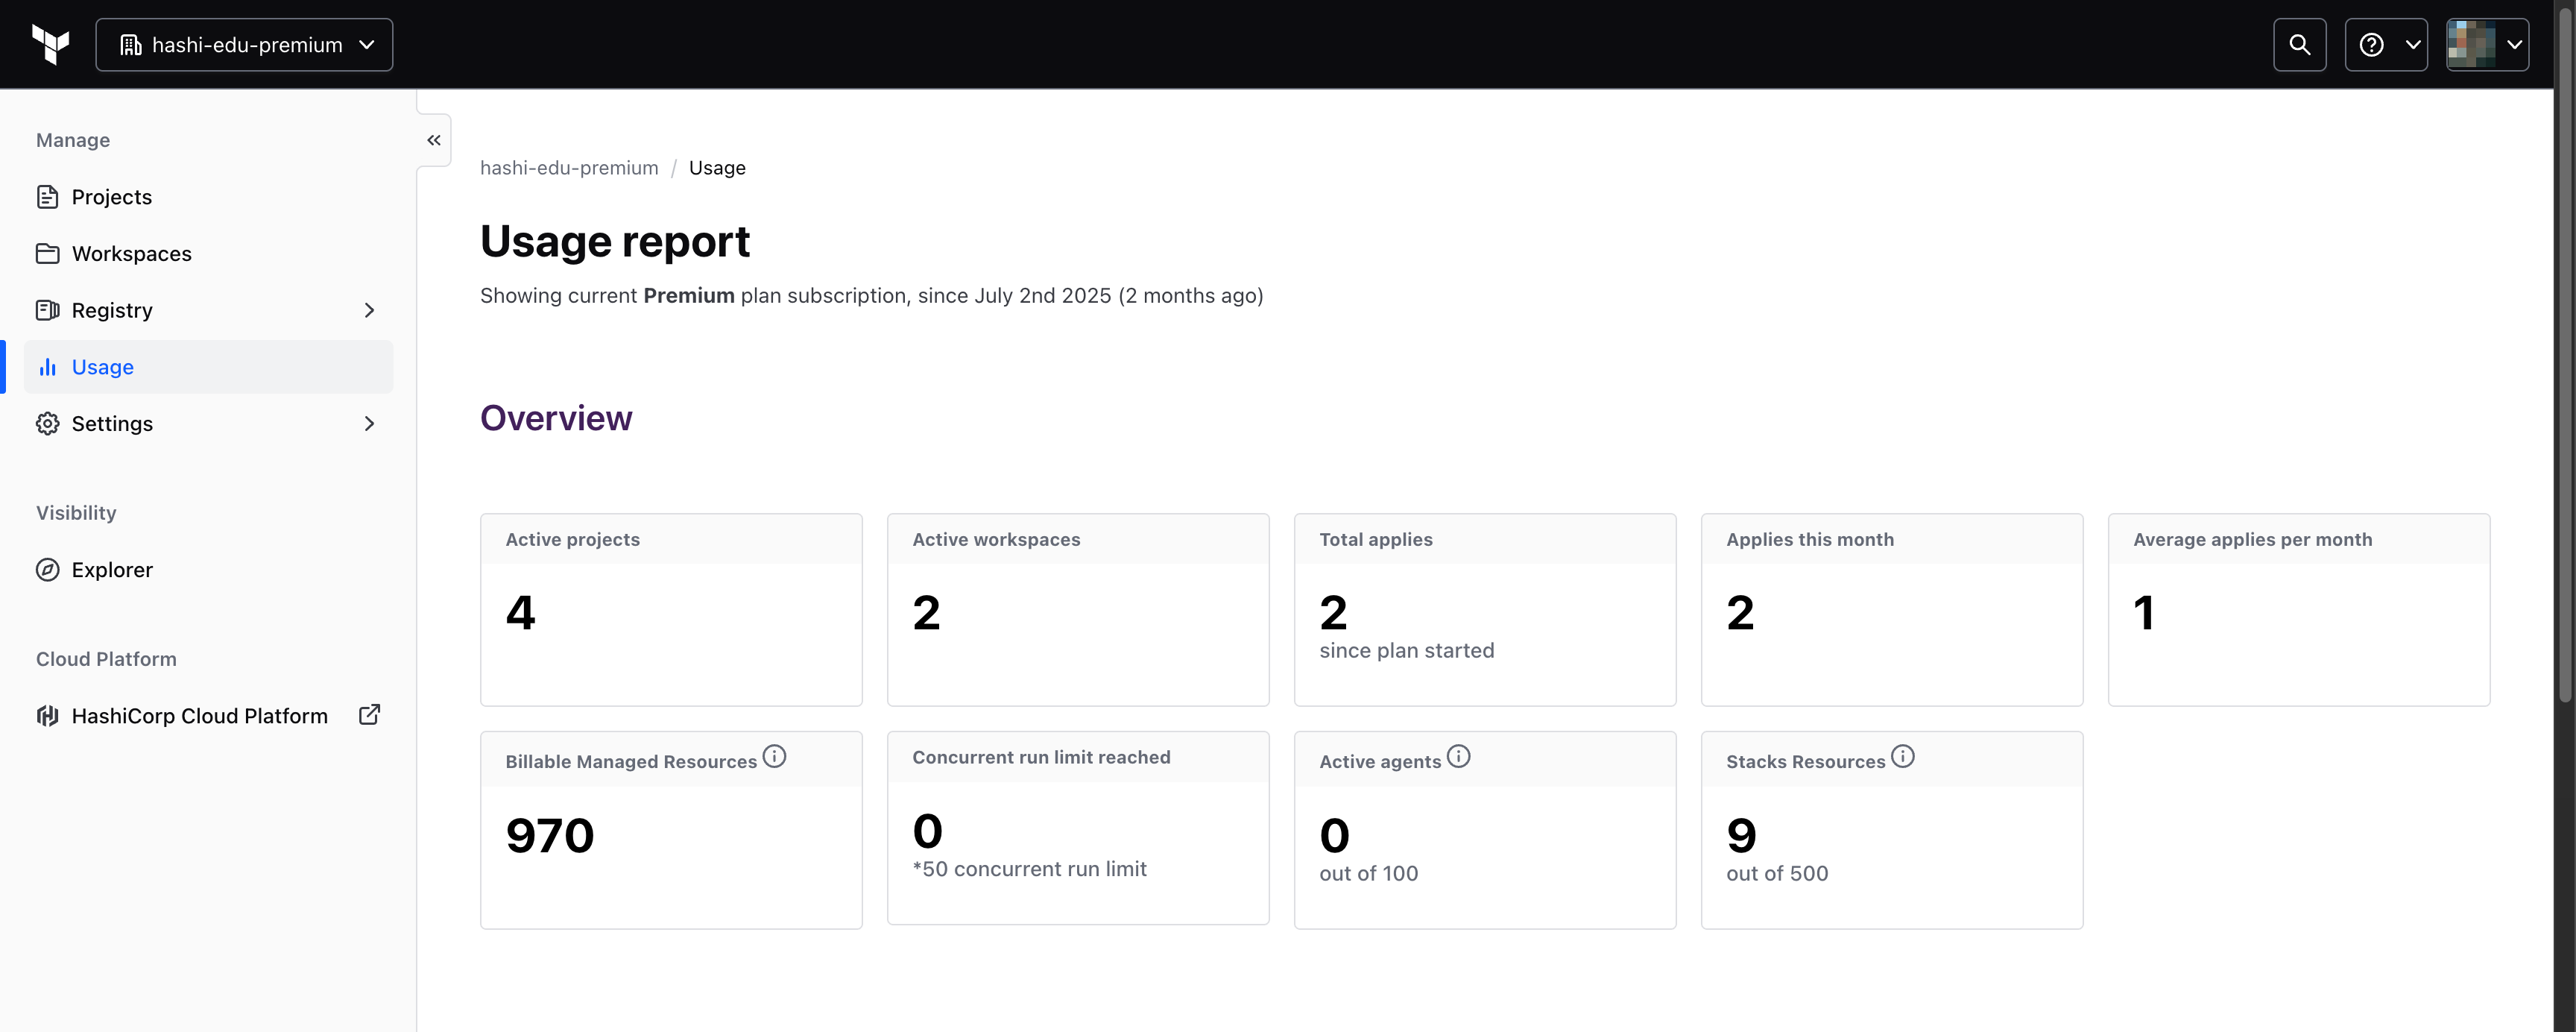 hashi-edu-premium
Manage
Projects
Workspaces
Registry
Usage
Settings
Visibility
Explorer
Cloud Platform
HashiCorp Cloud Platform
hashi-edu-premium / Usage
Usage report
Showing current Premium plan subscription, since July 2nd 2025 (2 months ago)
Overview
Active projects
4
Active workspaces
2
Total applies
2
since plan started
Applies this month
2
Average applies per month
1
Billable Managed Resources
970
Concurrent run limit reached
0
*50 concurrent run limit
Active agents
0
out of 100
Stacks Resources
9
out of 500